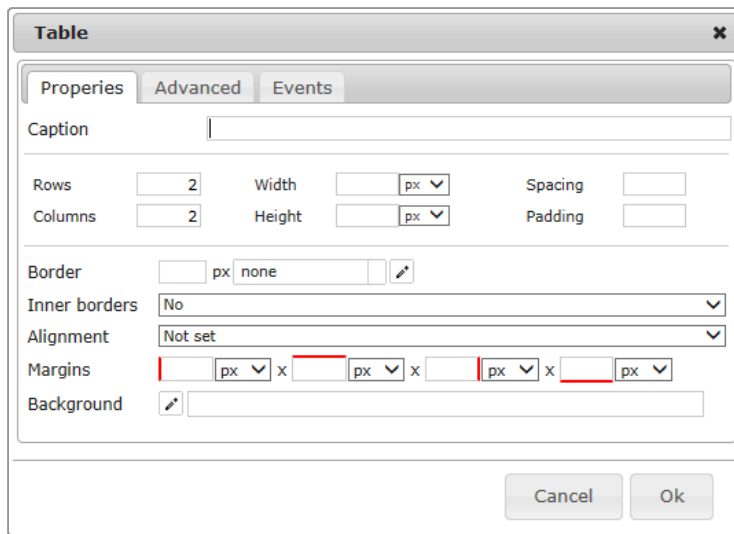 Table
Properies Advanced Events
Caption
Rows 2 Width px Spacing
Columns 2 Height px Padding
Border px none
Inner borders No
Alignment Not set
Margins px x px x px x px
Background
Cancel Ok